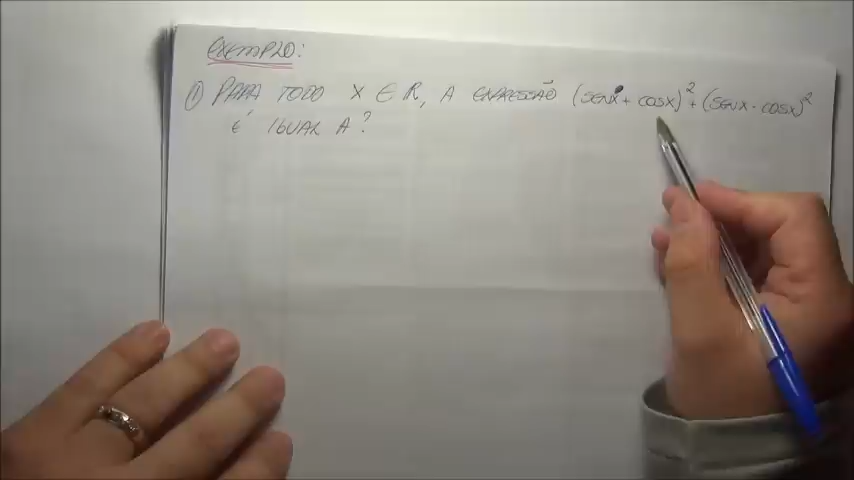 EXEMPLO:
① PARA TODO X ∈ R, A EXPRESSÃO (SENX + COSX)² + (SENX - COSX)²
É IGUAL A?